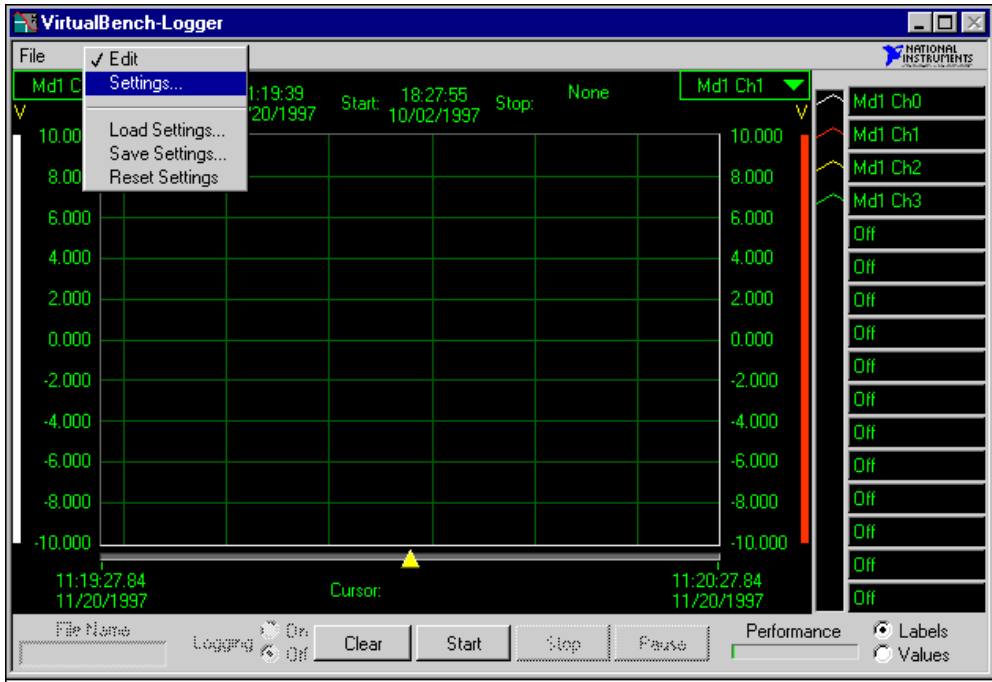 VirtualBench-Logger
File
✓ Edit
Settings...
Load Settings...
Save Settings...
Reset Settings
NATIONAL
INSTRUMENTS
Md1 C
1:19:39
20/1997
Start: 18:27:55
10/02/1997
Stop: None
Md1 Ch1
V
V
10.00
8.00
6.000
4.000
2.000
0.000
-2.000
-4.000
-6.000
-8.000
-10.000
10.000
8.000
6.000
4.000
2.000
0.000
-2.000
-4.000
-6.000
-8.000
-10.000
11:19:27.84
11/20/1997
Cursor:
11:20:27.84
11/20/1997
Md1 Ch0
Md1 Ch1
Md1 Ch2
Md1 Ch3
Off
Off
Off
Off
Off
Off
Off
Off
Off
Off
Off
Off
File Name
Logging
On
Off
Clear
Start
Stop
Pause
Performance
Labels
Values